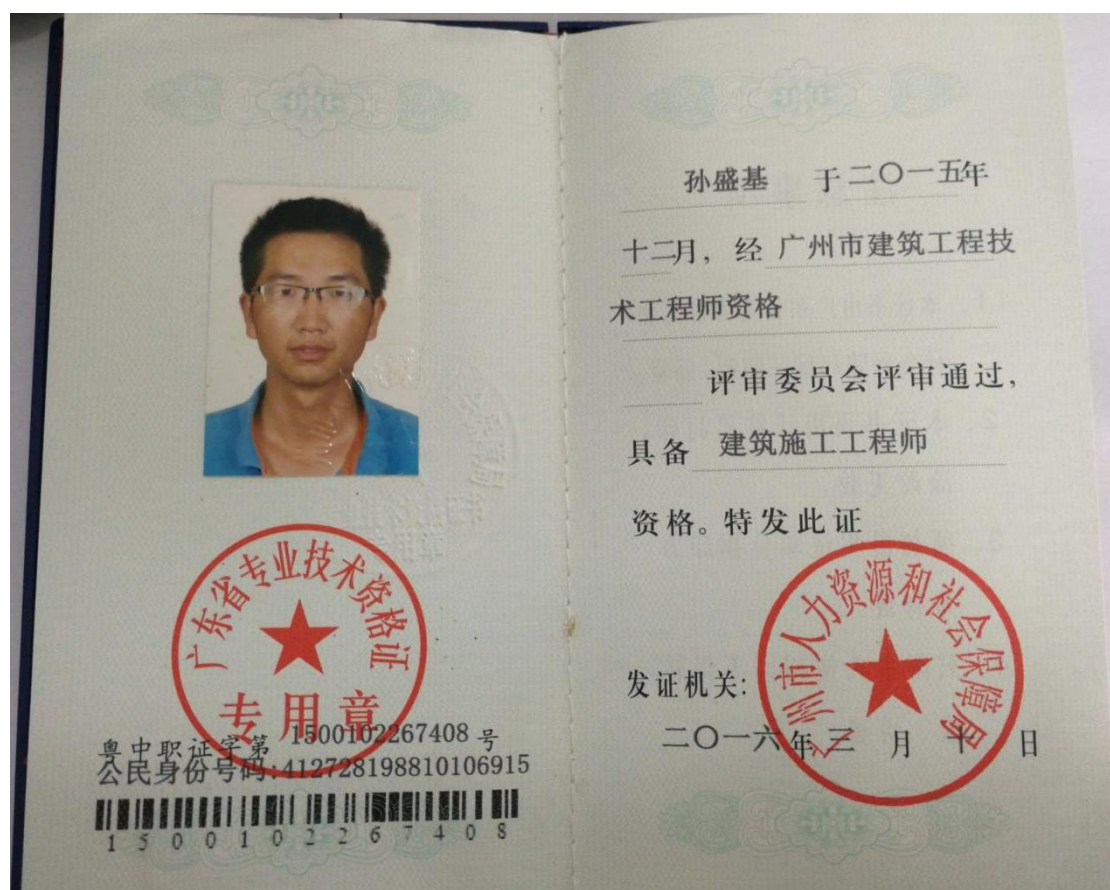 广东省专业技术资格证
专用章
粤中职证字第 1500102267408 号
公民身份号码:412728198810106915
1500102267408
孙盛基 于二〇一五年
十二月，经 广州市建筑工程技
术工程师资格
评审委员会评审通过，
具备 建筑施工工程师
资格。特发此证
广州市人力资源和社会保障局
发证机关:
二〇一六年 三 月 十 日